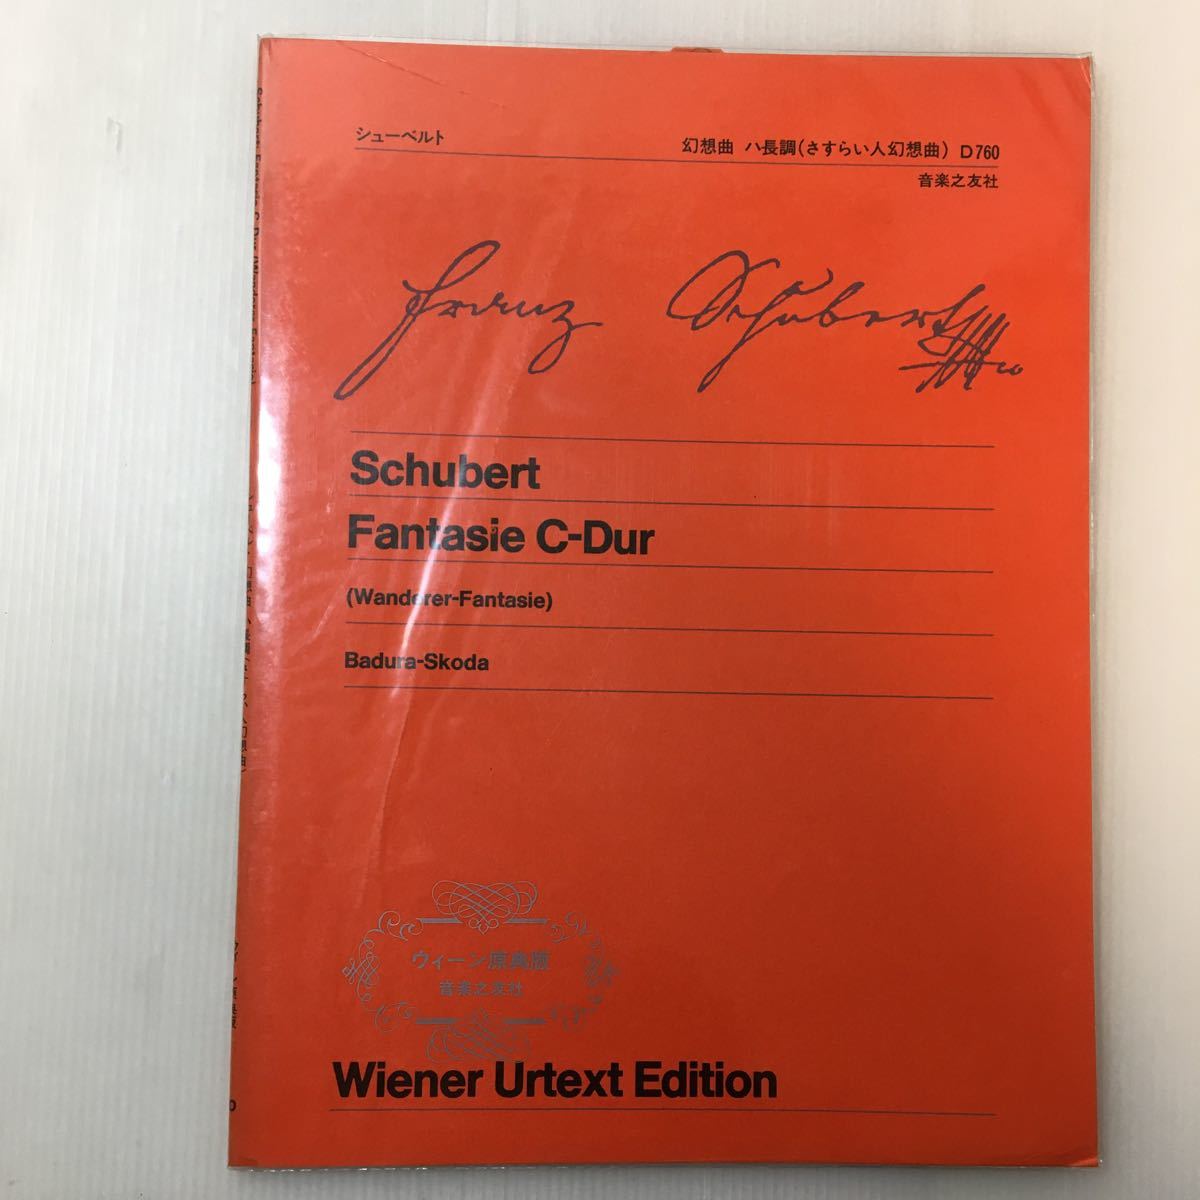 シューベルト
幻想曲 ハ長調(さすらい人幻想曲) D760
音楽之友社
Franz Schubert
Schubert
Fantasie C-Dur
(Wanderer-Fantasie)
Badura-Skoda
ウィーン原典版
音楽之友社
Wiener Urtext Edition